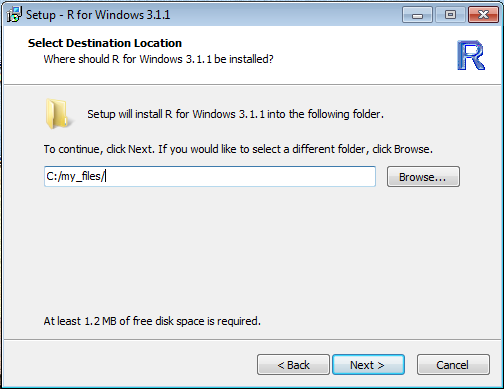 Setup - R for Windows 3.1.1
Select Destination Location
Where should R for Windows 3.1.1 be installed?
R
Setup will install R for Windows 3.1.1 into the following folder.
To continue, click Next. If you would like to select a different folder, click Browse.
C:/my_files/
Browse...
At least 1.2 MB of free disk space is required.
< Back
Next >
Cancel